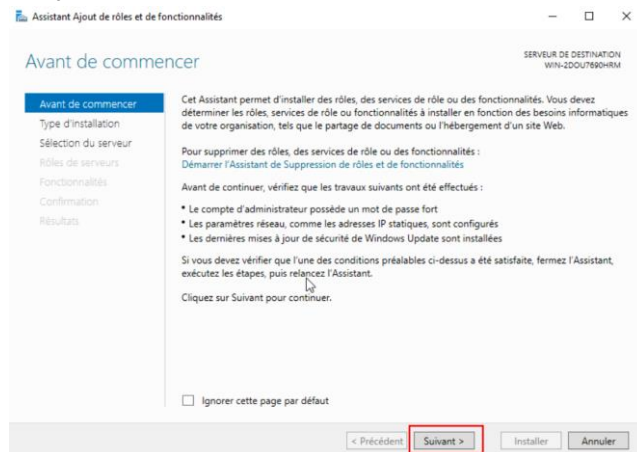 Assistant Ajout de rôles et de fonctionnalités
Avant de commencer
SERVEUR DE DESTINATION
WIN-2DOU7690HRM
Avant de commencer
Type d'installation
Sélection du serveur
Rôles de serveurs
Fonctionnalités
Confirmation
Résultats
Cet Assistant permet d'installer des rôles, des services de rôle ou des fonctionnalités. Vous devez
déterminer les rôles, services de rôle ou fonctionnalités à installer en fonction des besoins informatiques
de votre organisation, tels que le partage de documents ou l'hébergement d'un site Web.
Pour supprimer des rôles, des services de rôle ou des fonctionnalités :
Démarrer l'Assistant de Suppression de rôles et de fonctionnalités
Avant de continuer, vérifiez que les travaux suivants ont été effectués :
• Le compte d'administrateur possède un mot de passe fort
• Les paramètres réseau, comme les adresses IP statiques, sont configurés
• Les dernières mises à jour de sécurité de Windows Update sont installées
Si vous devez vérifier que l'une des conditions préalables ci-dessus a été satisfaite, fermez l'Assistant,
exécutez les étapes, puis relancez l'Assistant.
Cliquez sur Suivant pour continuer.
Ignorer cette page par défaut
< Précédent
Suivant >
Installer
Annuler